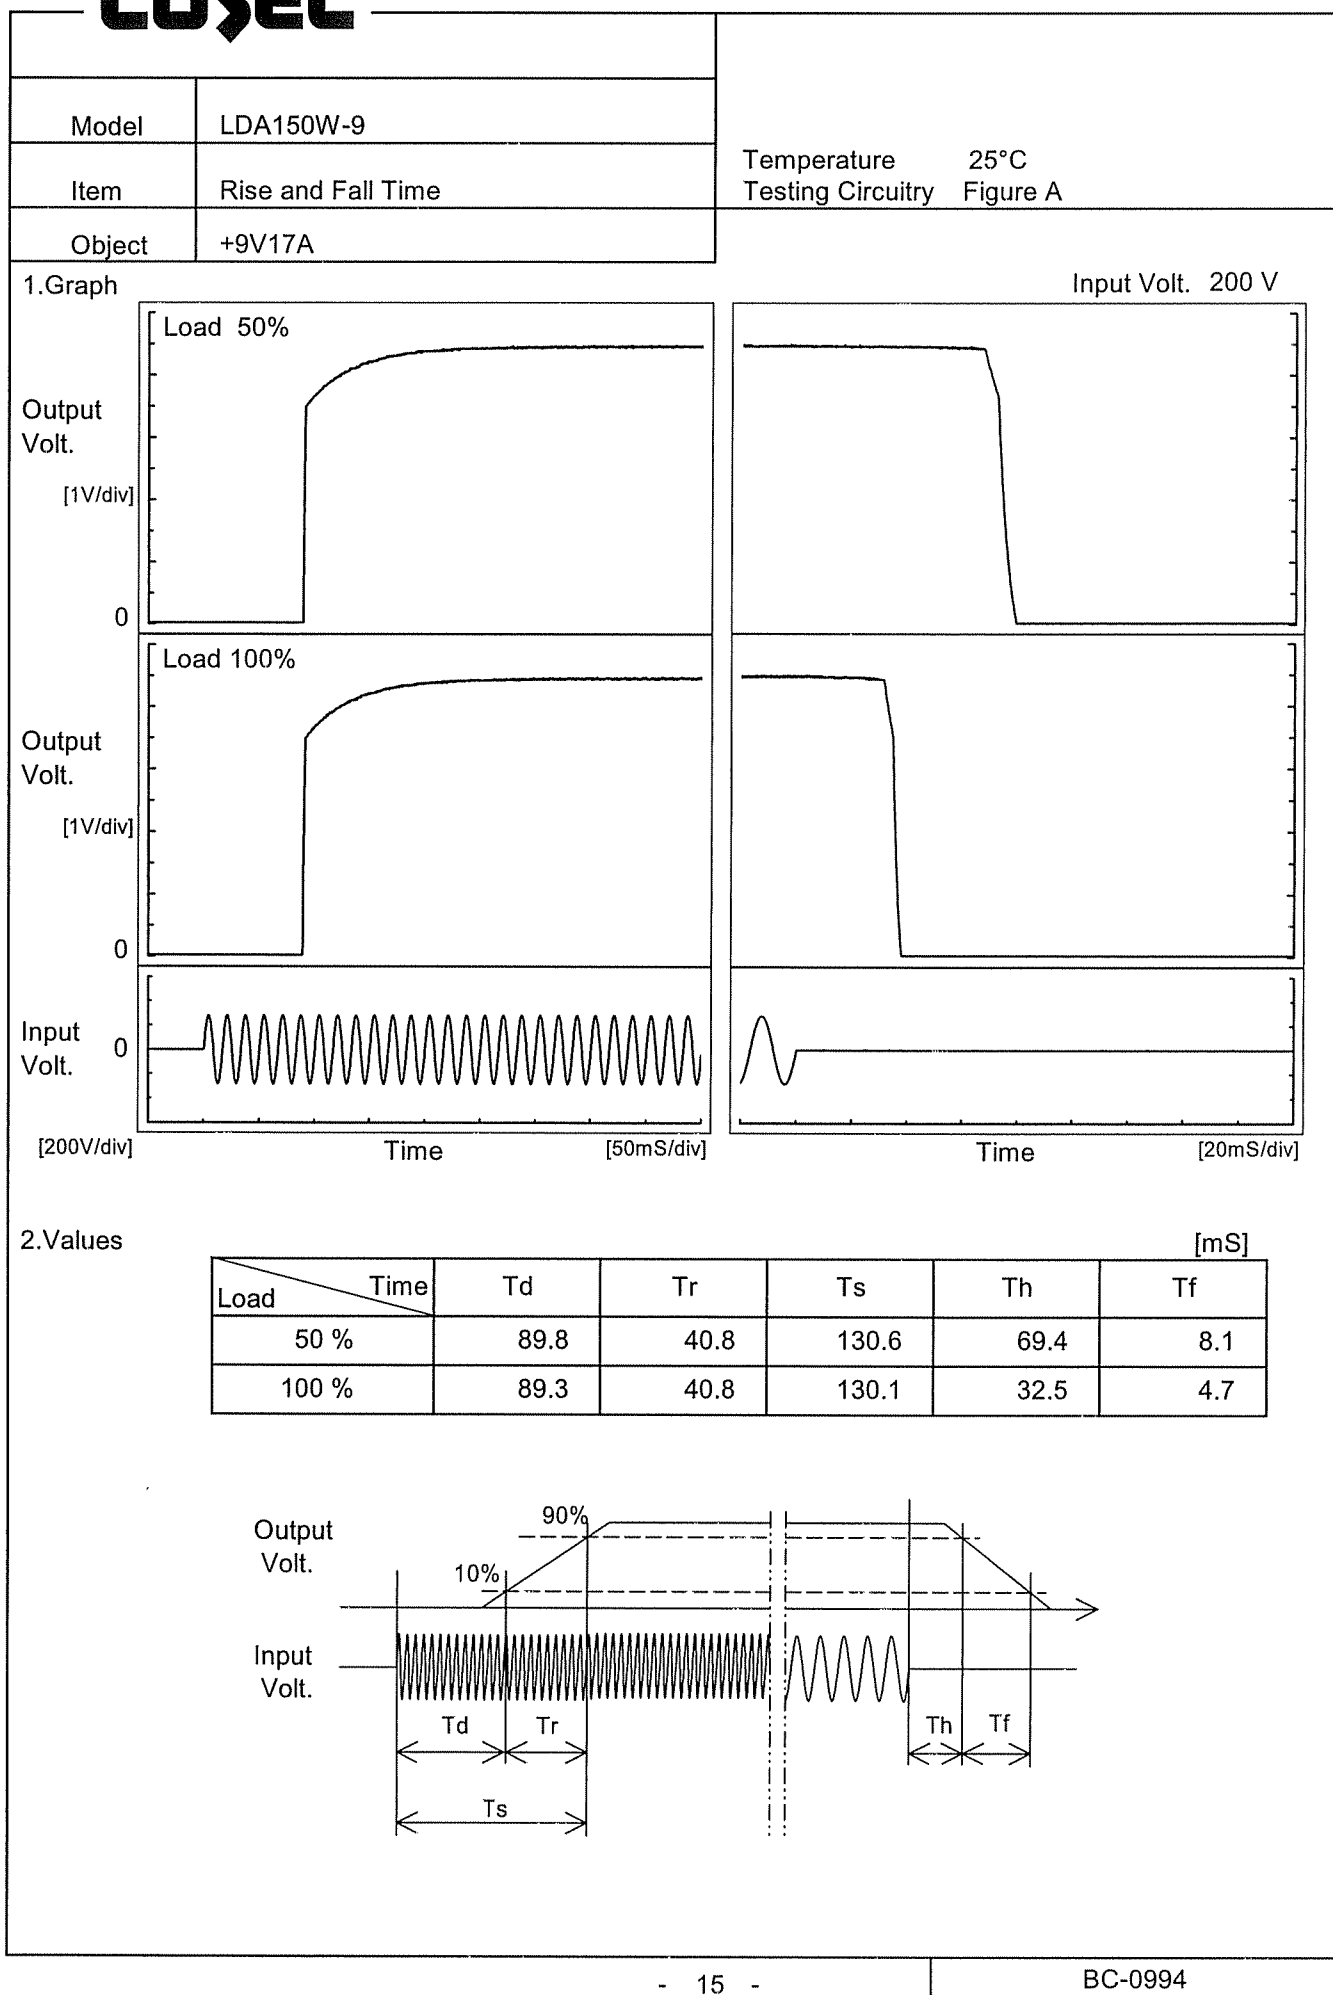 COSEL
Model LDA150W-9
Item Rise and Fall Time
Temperature 25°C
Testing Circuitry Figure A
Object +9V17A
1.Graph
Input Volt. 200 V
Load 50%
Output
Volt.
[1V/div]
0
Load 100%
Output
Volt.
[1V/div]
0
Input
Volt.
0
[200V/div]
Time
[50mS/div]
Time
[20mS/div]
2.Values
[mS]
Load Time Td Tr Ts Th Tf
50 % 89.8 40.8 130.6 69.4 8.1
100 % 89.3 40.8 130.1 32.5 4.7
Output
Volt.
90%
10%
Input
Volt.
Td Tr Th Tf
Ts
- 15 -
BC-0994